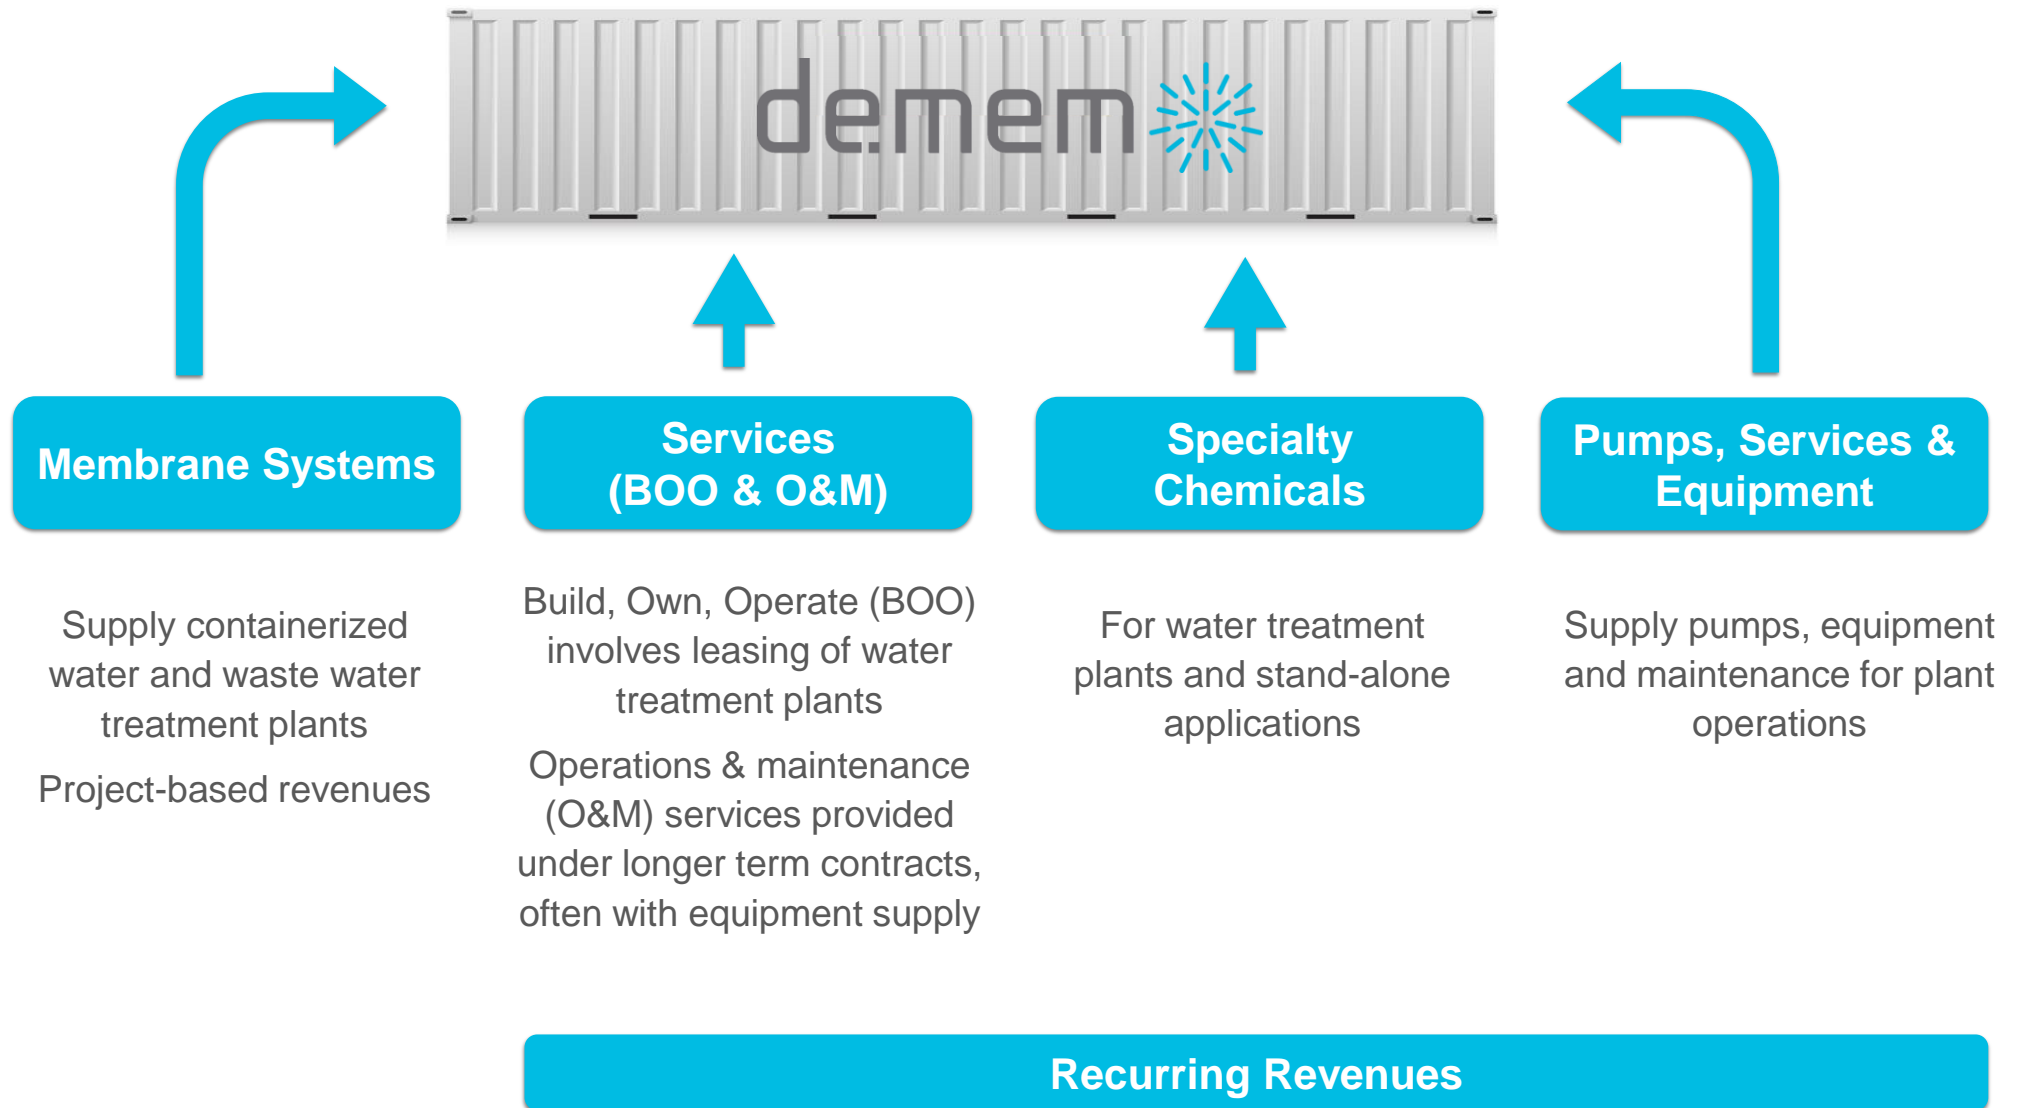 de.mem
Membrane Systems
Supply containerized
water and waste water
treatment plants
Project-based revenues
Services
(BOO & O&M)
Build, Own, Operate (BOO)
involves leasing of water
treatment plants
Operations & maintenance
(O&M) services provided
under longer term contracts,
often with equipment supply
Specialty
Chemicals
For water treatment
plants and stand-alone
applications
Pumps, Services &
Equipment
Supply pumps, equipment
and maintenance for plant
operations
Recurring Revenues